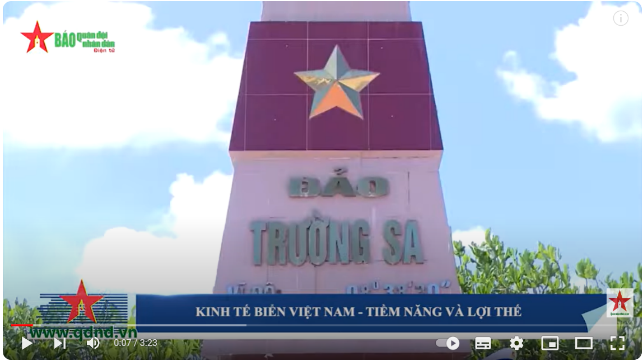 BÁO Quân đội
nhân dân
Điện tử
ĐẢO
TRƯỜNG SA
KINH TẾ BIỂN VIỆT NAM - TIỀM NĂNG VÀ LỢI THẾ
www.qdnd.vn
0:07 / 3:23